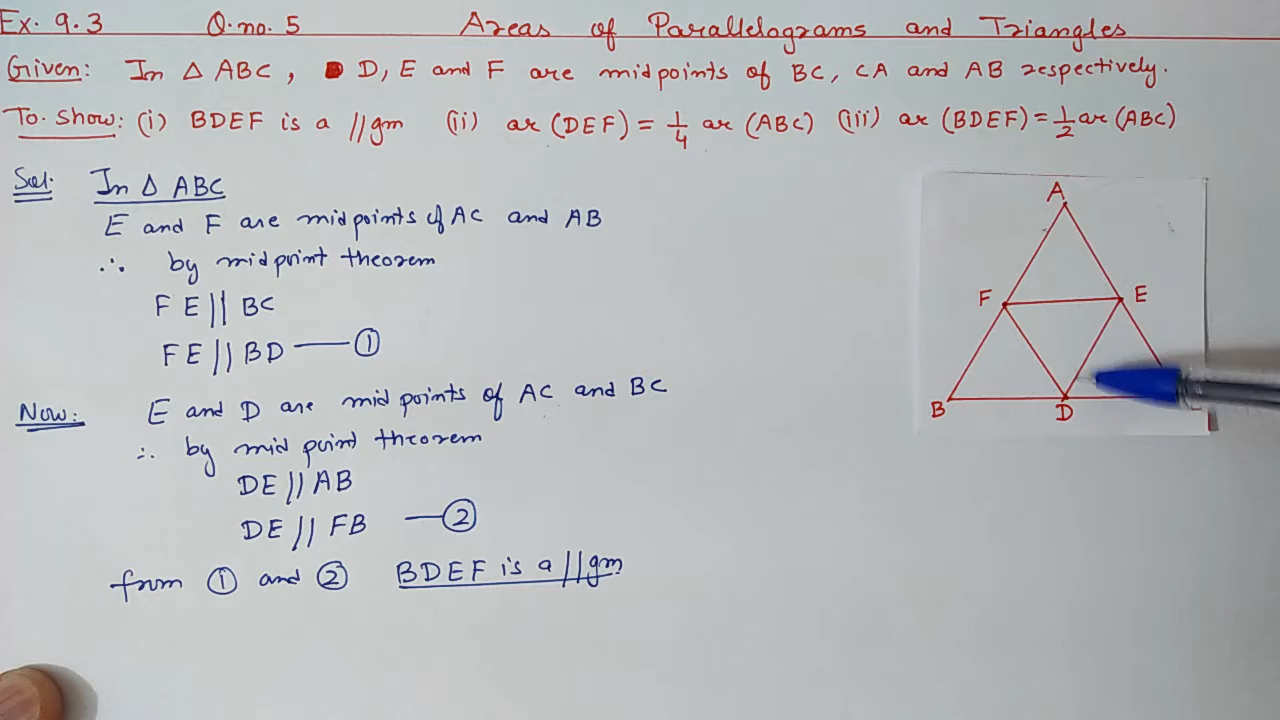 Ex. 9.3 Q.no. 5 Areas of Parallelograms and Triangles
Given: In △ ABC, D, E and F are midpoints of BC, CA and AB respectively.
To show: (i) BDEF is a //gm (ii) ar (DEF) = 1/4 ar (ABC) (iii) ar (BDEF) = 1/2 ar (ABC)
Sol. In △ ABC
E and F are midpoints of AC and AB
∴ by midpoint theorem
FE || BC
FE || BD — ①
Now: E and D are mid points of AC and BC
∴ by mid point theorem
DE || AB
DE || FB — ②
from ① and ② BDEF is a //gm
A
F E
B D